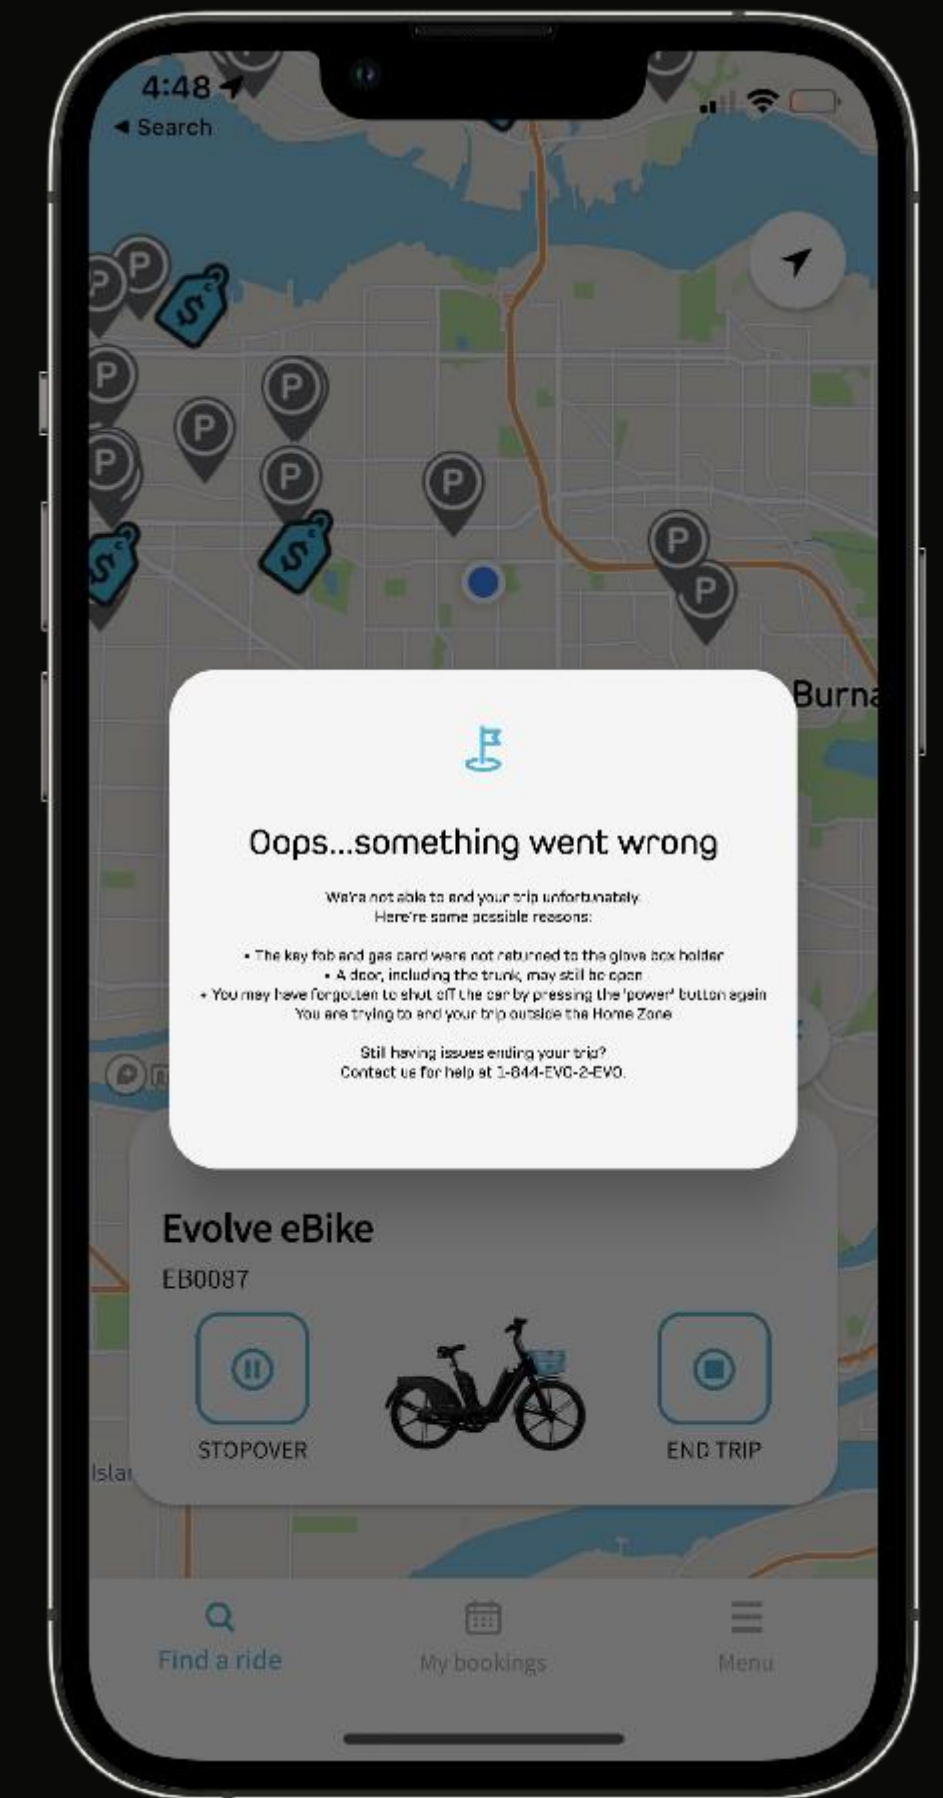 4:48
◀ Search
P
P
$
P
P
P
P
P
P
$
$
P
P
Burna
Oops...something went wrong
We're not able to end your trip unfortunately.
Here're some possible reasons:
• The key fob and gas card were not returned to the glove box holder
• A door, including the trunk, may still be open
• You may have forgotten to shut off the car by pressing the 'power' button again
You are trying to end your trip outside the Home Zone
Still having issues ending your trip?
Contact us for help at 1-844-EVO-2-EVO.
Evolve eBike
EB0087
STOPOVER
END TRIP
Islan
Find a ride
My bookings
Menu